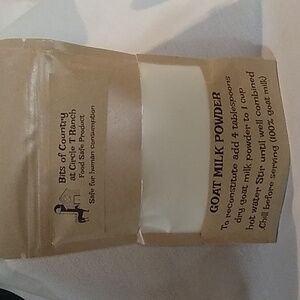 Bits of Country
at Circle T Ranch
Food Safe Product
Safe for human consumption
GOAT MILK POWDER
To reconstitute add 4 tablespoons
dry goat milk powder to 1 cup
hot water Stir until well combined
.Chill before serving (100% goat milk)